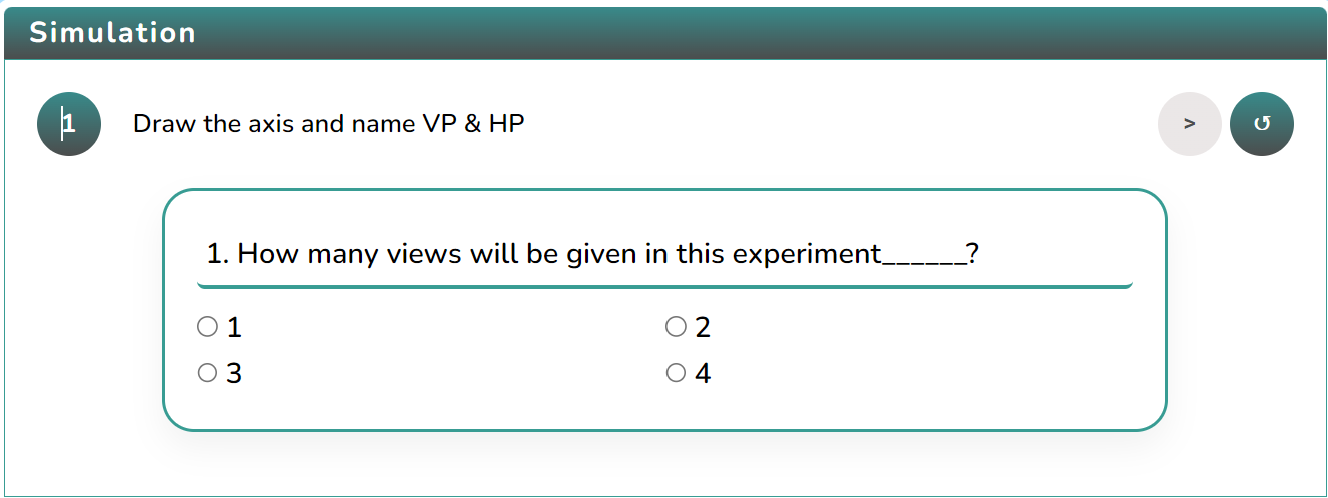 Simulation
1
Draw the axis and name VP & HP
>
↺
1. How many views will be given in this experiment______?
1
2
3
4